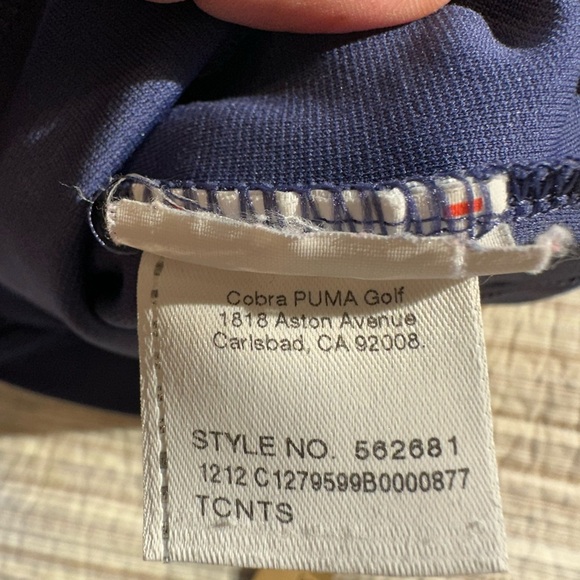 Cobra PUMA Golf
1818 Aston Avenue
Carlsbad, CA 92008.
STYLE NO. 562681
1212 C1279599B0000877
TCNTS